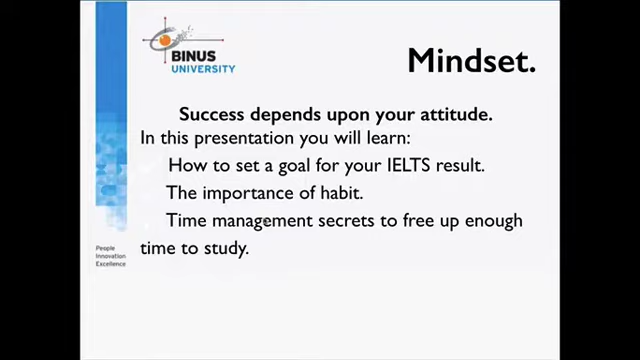 BINUS
UNIVERSITY
Mindset.
Success depends upon your attitude.
In this presentation you will learn:
How to set a goal for your IELTS result.
The importance of habit.
Time management secrets to free up enough
time to study.
People
Innovation
Excellence